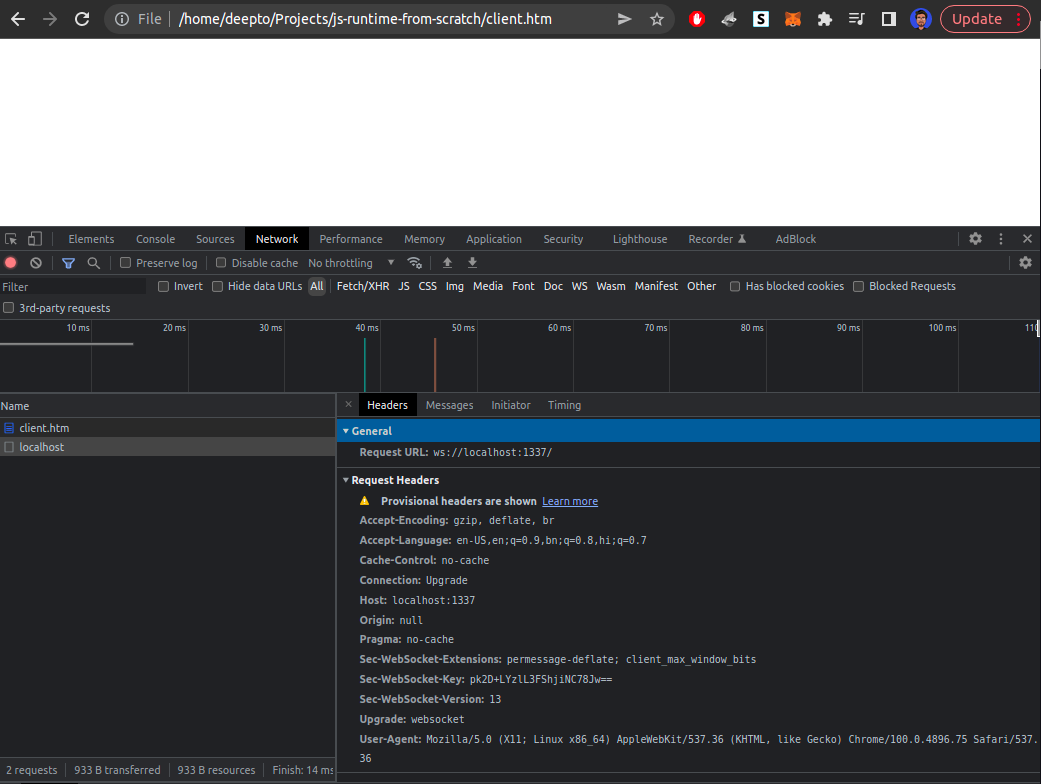 File /home/deepto/Projects/js-runtime-from-scratch/client.htm S Update
Elements Console Sources Network Performance Memory Application Security Lighthouse Recorder AdBlock
Preserve log Disable cache No throttling
Filter Invert Hide data URLs All Fetch/XHR JS CSS Img Media Font Doc WS Wasm Manifest Other Has blocked cookies Blocked Requests
3rd-party requests
10 ms 20 ms 30 ms 40 ms 50 ms 60 ms 70 ms 80 ms 90 ms 100 ms 110
Name
client.htm
localhost
× Headers Messages Initiator Timing
General
Request URL: ws://localhost:1337/
Request Headers
Provisional headers are shown Learn more
Accept-Encoding: gzip, deflate, br
Accept-Language: en-US,en;q=0.9,bn;q=0.8,hi;q=0.7
Cache-Control: no-cache
Connection: Upgrade
Host: localhost:1337
Origin: null
Pragma: no-cache
Sec-WebSocket-Extensions: permessage-deflate; client_max_window_bits
Sec-WebSocket-Key: pk2D+LYzlL3FShjiNC78Jw==
Sec-WebSocket-Version: 13
Upgrade: websocket
User-Agent: Mozilla/5.0 (X11; Linux x86_64) AppleWebKit/537.36 (KHTML, like Gecko) Chrome/100.0.4896.75 Safari/537.
36
2 requests 933 B transferred 933 B resources Finish: 14 ms